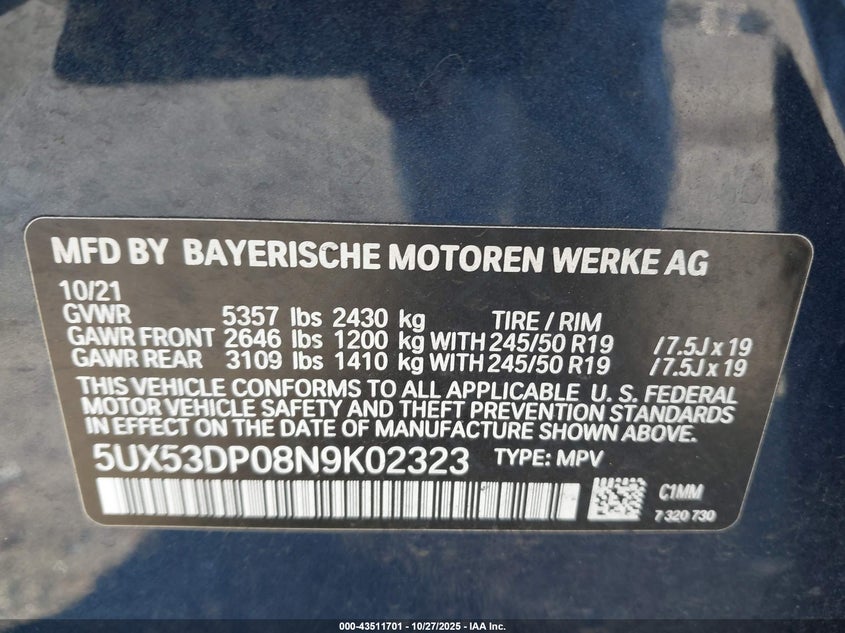 MFD BY BAYERISCHE MOTOREN WERKE AG
10/21
GVWR 5357 lbs 2430 kg TIRE / RIM
GAWR FRONT 2646 lbs 1200 kg WITH 245/50 R19 / 7.5J x 19
GAWR REAR 3109 lbs 1410 kg WITH 245/50 R19 / 7.5J x 19
THIS VEHICLE CONFORMS TO ALL APPLICABLE U. S. FEDERAL
MOTOR VEHICLE SAFETY AND THEFT PREVENTION STANDARDS
IN EFFECT ON THE DATE OF MANUFACTURE SHOWN ABOVE.
5UX53DP08N9K02323 TYPE: MPV
C1MM
7 320 730
000-43511701 - 10/27/2025 - IAA Inc.